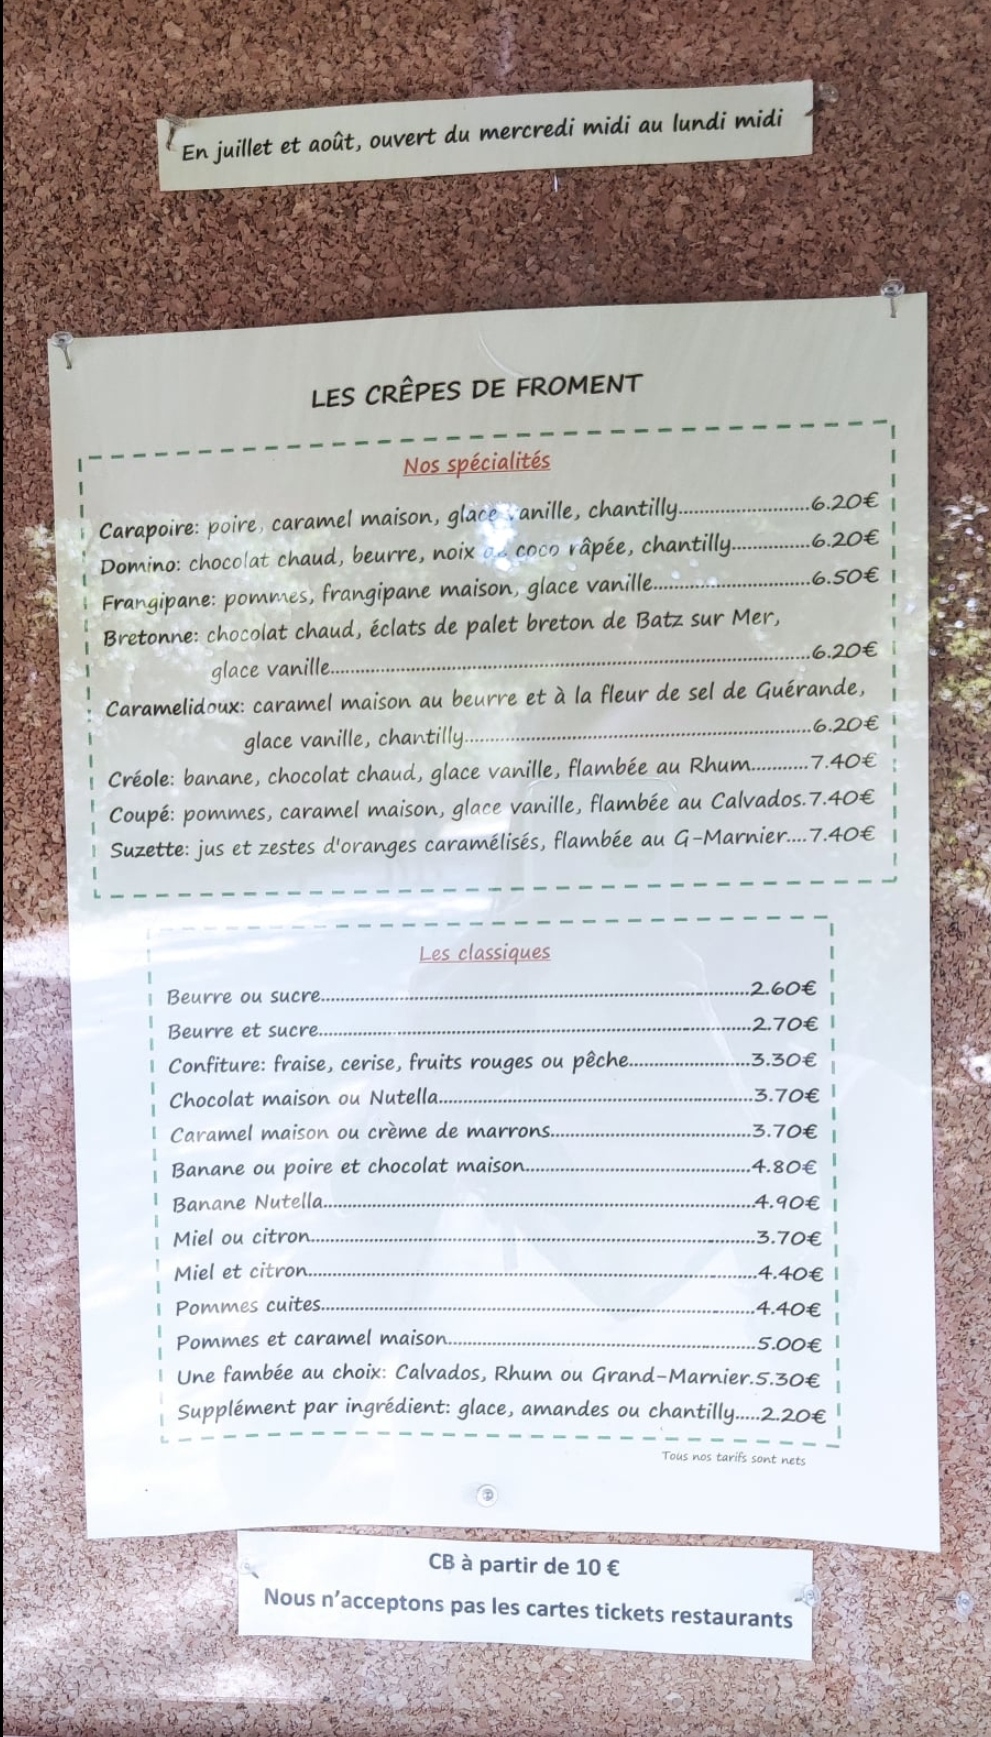 En juillet et août, ouvert du mercredi midi au lundi midi
LES CRÊPES DE FROMENT
Nos spécialités
Carapoire: poire, caramel maison, glace vanille, chantilly..........................6.20€
Domino: chocolat chaud, beurre, noix de coco râpée, chantilly................6.20€
Frangipane: pommes, frangipane maison, glace vanille................................6.50€
Bretonne: chocolat chaud, éclats de palet breton de Batz sur Mer,
glace vanille................................................................................................6.20€
Caramelidoux: caramel maison au beurre et à la fleur de sel de Guérande,
glace vanille, chantilly.....................................................................6.20€
Créole: banane, chocolat chaud, glace vanille, flambée au Rhum...........7.40€
Coupé: pommes, caramel maison, glace vanille, flambée au Calvados.7.40€
Suzette: jus et zestes d'oranges caramélisés, flambée au G-Marnier....7.40€
Les classiques
Beurre ou sucre.......................................................................................2.60€
Beurre et sucre.......................................................................................2.70€
Confiture: fraise, cerise, fruits rouges ou pêche.........................3.30€
Chocolat maison ou Nutella...............................................................3.70€
Caramel maison ou crème de marrons.........................................3.70€
Banane ou poire et chocolat maison..............................................4.80€
Banane Nutella.......................................................................................4.90€
Miel ou citron..........................................................................................3.70€
Miel et citron..........................................................................................4.40€
Pommes cuites.......................................................................................4.40€
Pommes et caramel maison..............................................................5.00€
Une fambée au choix: Calvados, Rhum ou Grand-Marnier.5.30€
Supplément par ingrédient: glace, amandes ou chantilly.....2.20€
Tous nos tarifs sont nets
CB à partir de 10 €
Nous n'acceptons pas les cartes tickets restaurants